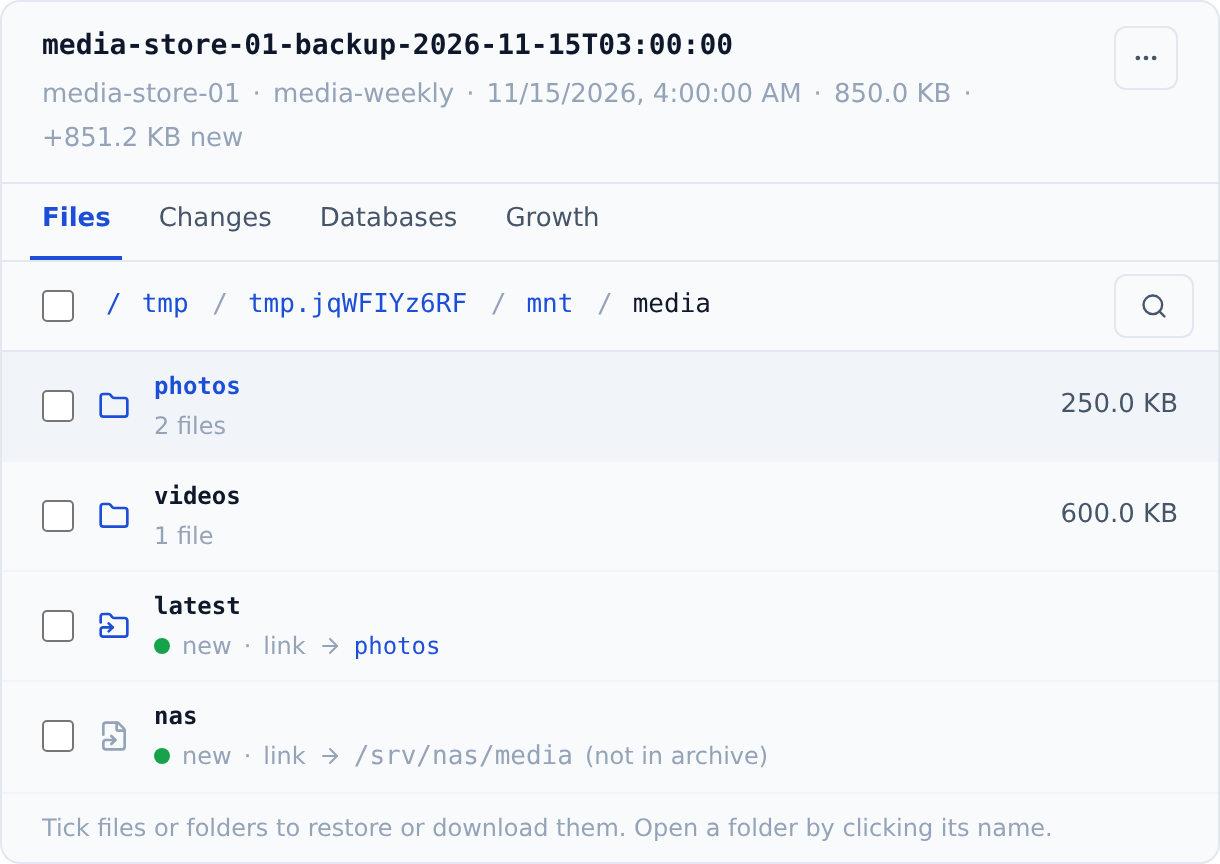 media-store-01-backup-2026-11-15T03:00:00
media-store-01 · media-weekly · 11/15/2026, 4:00:00 AM · 850.0 KB ·
+851.2 KB new
Files Changes Databases Growth
/ tmp / tmp.jqWFIYz6RF / mnt / media
photos
2 files
250.0 KB
videos
1 file
600.0 KB
latest
new · link → photos
nas
new · link → /srv/nas/media (not in archive)
Tick files or folders to restore or download them. Open a folder by clicking its name.